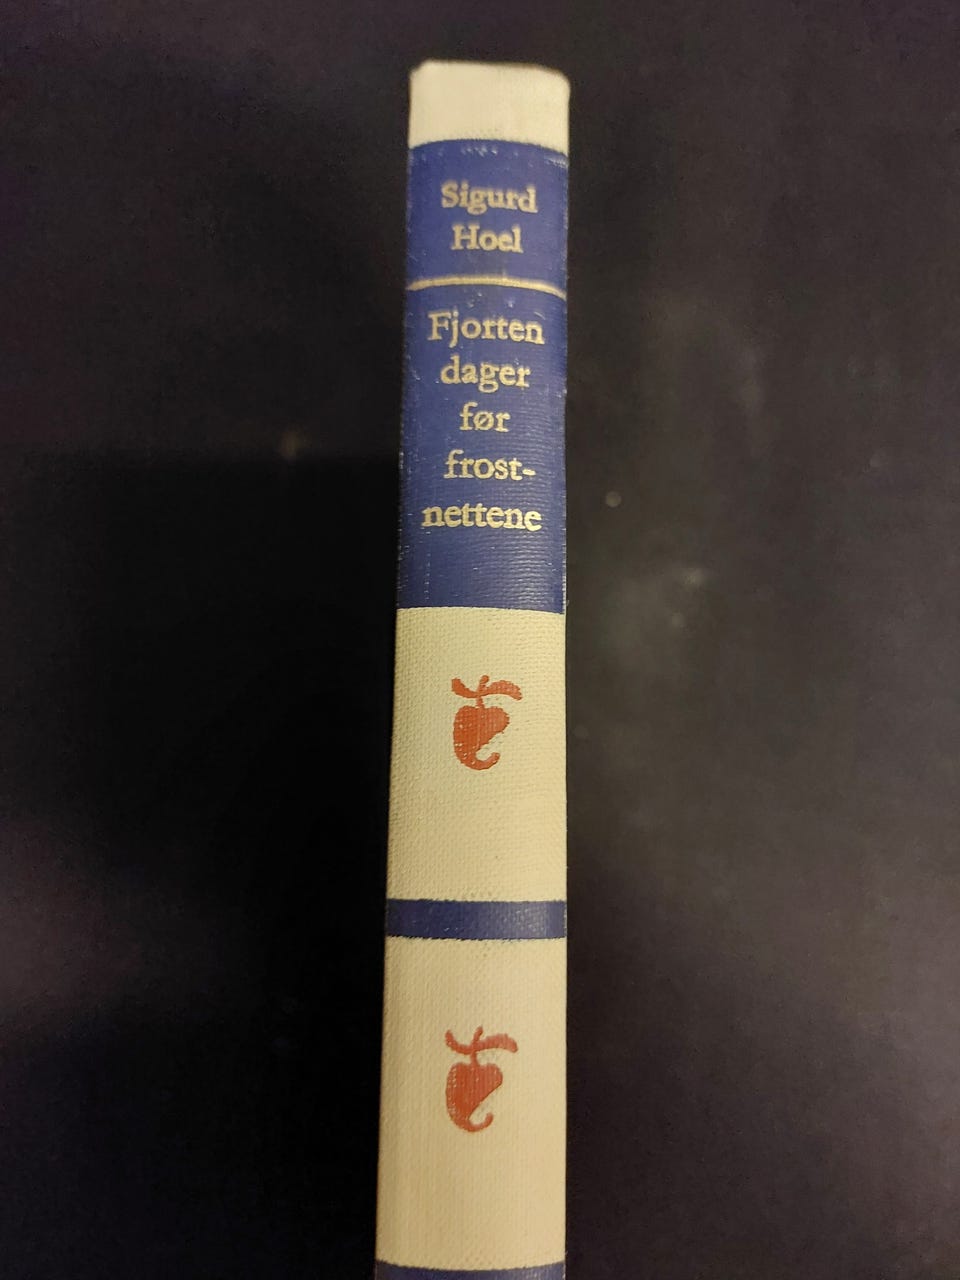 Sigurd
Hoel
Fjorten
dager
før
frost-
nettene